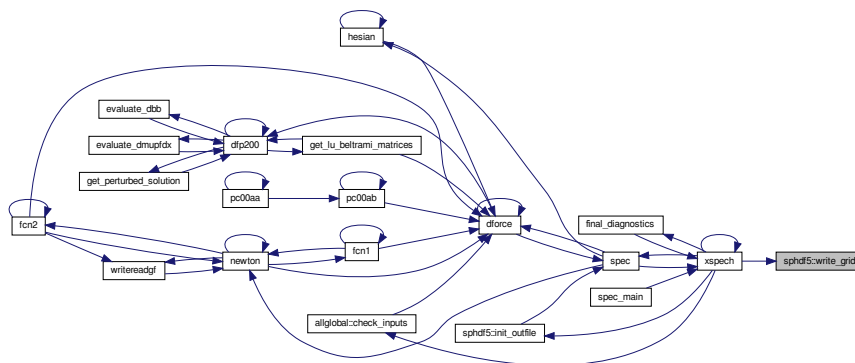 hesian
evaluate_dbb
evaluate_dmupfdx
dfp200
get_lu_beltrami_matrices
get_perturbed_solution
pc00aa
pc00ab
fcn2
dforce
final_diagnostics
fcn1
newton
writereadgf
spec
xspech
sphdf5::write_grid
spec_main
allglobal::check_inputs
sphdf5::init_outfile